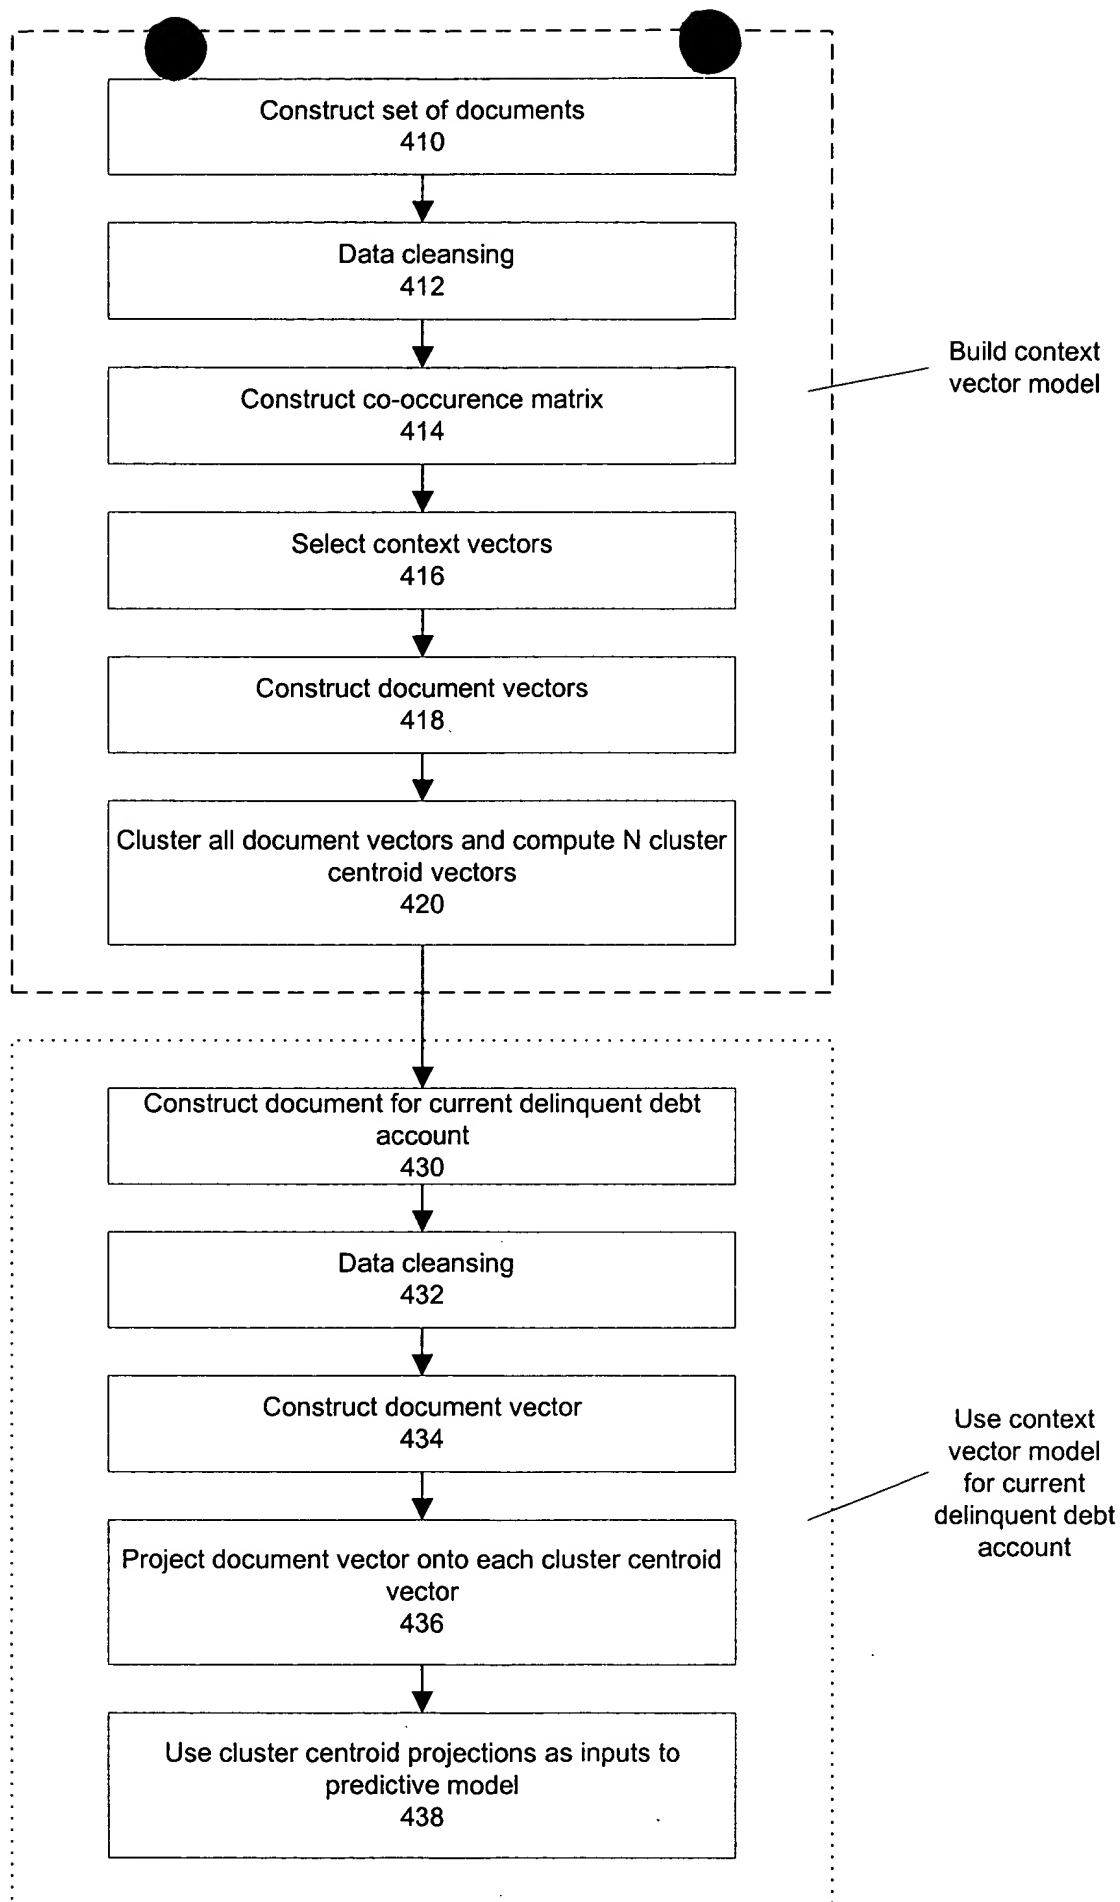 Construct set of documents
410
Data cleansing
412
Construct co-occurence matrix
414
Build context
vector model
Select context vectors
416
Construct document vectors
418
Cluster all document vectors and compute N cluster
centroid vectors
420
Construct document for current delinquent debt
account
430
Data cleansing
432
Construct document vector
434
Use context
vector model
for current
delinquent debt
account
Project document vector onto each cluster centroid
vector
436
Use cluster centroid projections as inputs to
predictive model
438